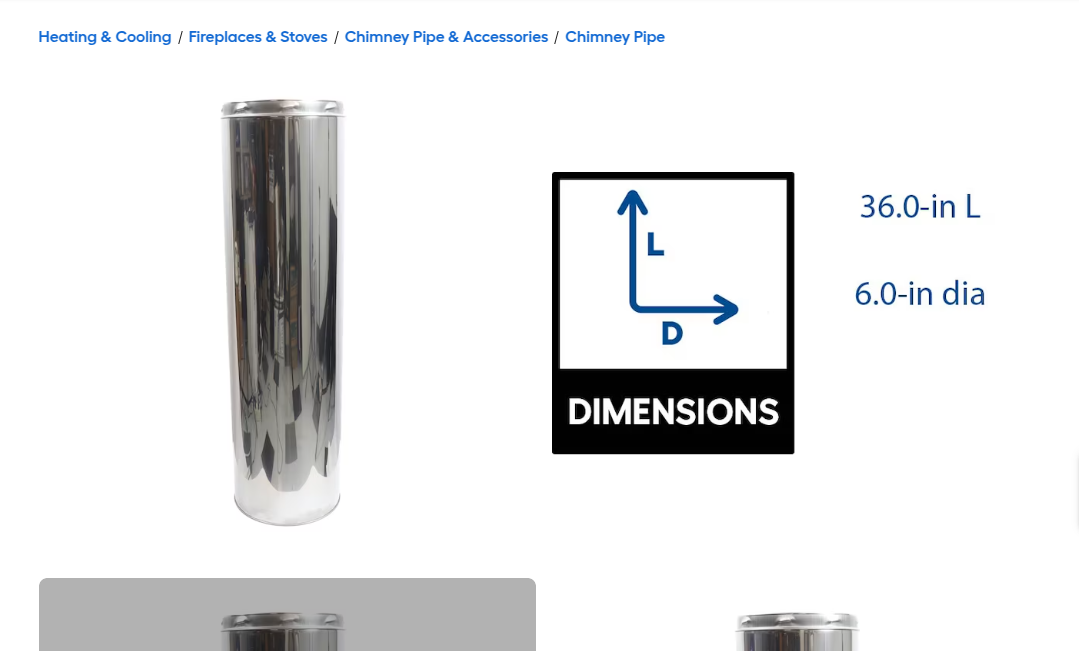 Heating & Cooling / Fireplaces & Stoves / Chimney Pipe & Accessories / Chimney Pipe
L
D
DIMENSIONS
36.0-in L
6.0-in dia